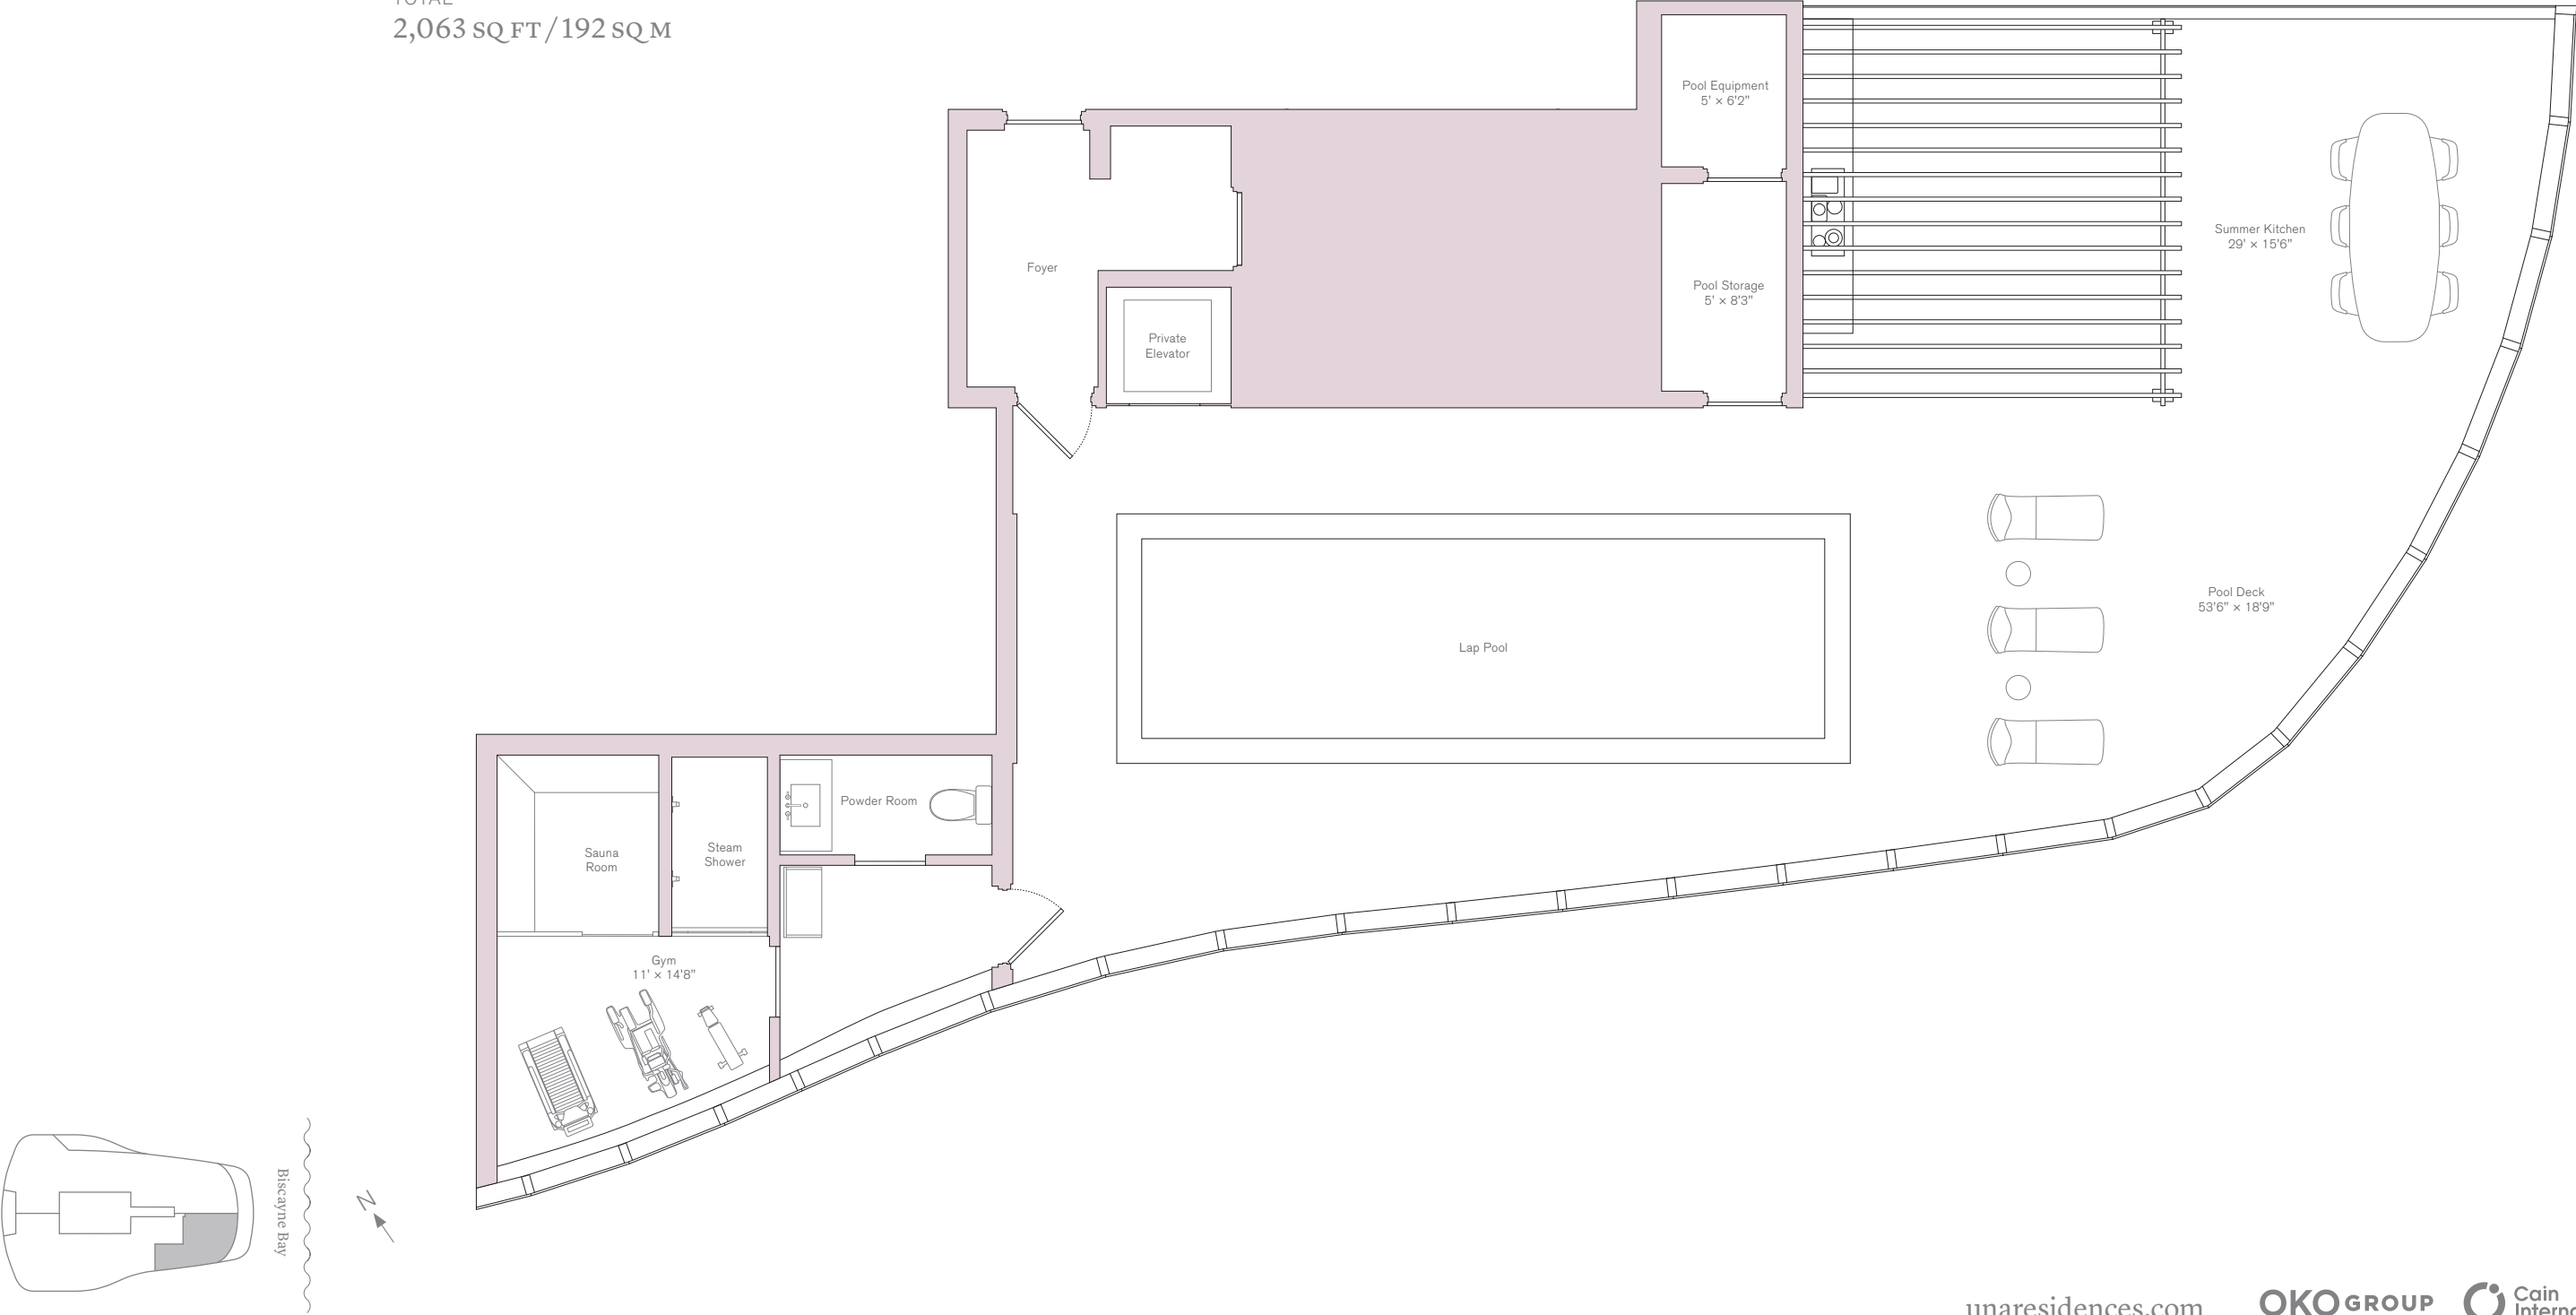 TOTAL
2,063 SQ FT / 192 SQ M
Pool Equipment
5' × 6'2"
Summer Kitchen
29' × 15'6"
Foyer
Pool Storage
5' × 8'3"
Private
Elevator
Pool Deck
53'6" × 18'9"
Lap Pool
Powder Room
Sauna
Room
Steam
Shower
Gym
11' × 14'8"
Biscayne Bay
N
unaresidences.com
OKO GROUP
Cain